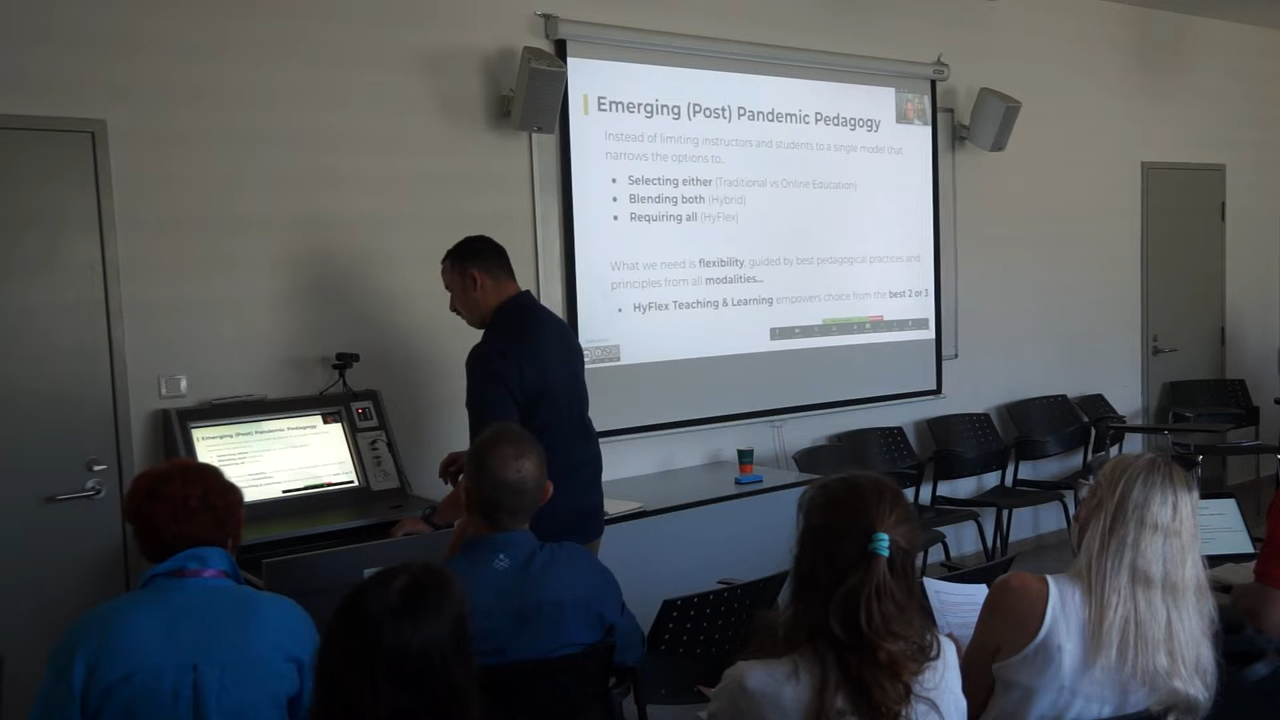 Emerging (Post) Pandemic Pedagogy
Instead of limiting instructors and students to a single model that
narrows the options to..
• Selecting either (Traditional vs Online Education)
• Blending both (Hybrid)
• Requiring all (HyFlex)
What we need is flexibility, guided by best pedagogical practices and
principles from all modalities...
• HyFlex Teaching & Learning empowers choice from the best 2 or 3
Emerging (Post) Pandemic Pedagogy